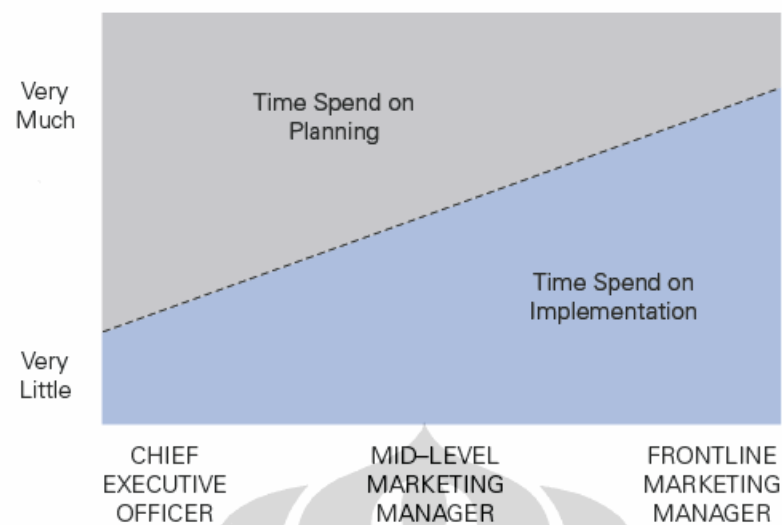 Very
Much
Time Spend on
Planning
Time Spend on
Implementation
Very
Little
CHIEF
EXECUTIVE
OFFICER
MID–LEVEL
MARKETING
MANAGER
FRONTLINE
MARKETING
MANAGER